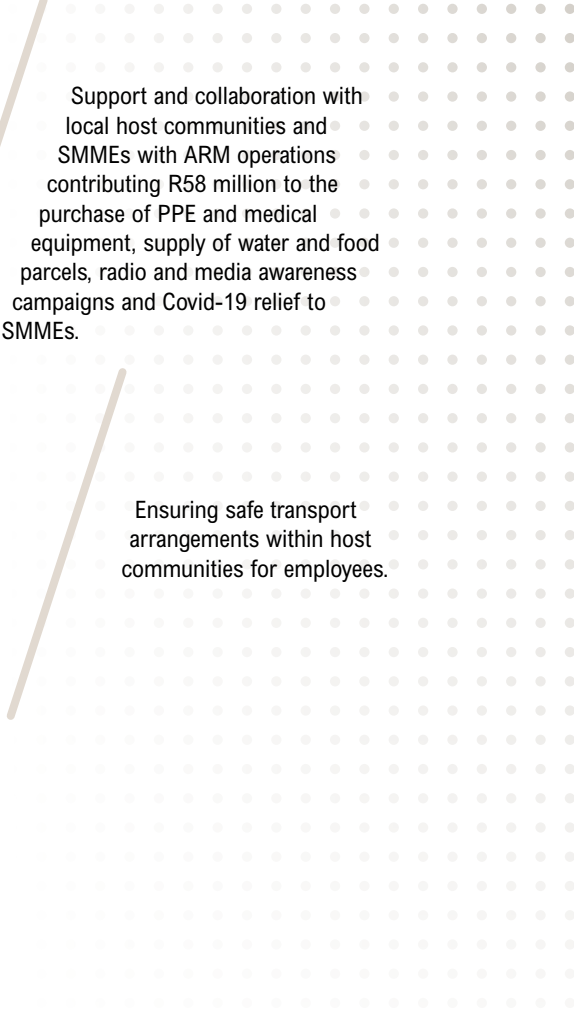 Support and collaboration with
local host communities and
SMMEs with ARM operations
contributing R58 million to the
purchase of PPE and medical
equipment, supply of water and food
parcels, radio and media awareness
campaigns and Covid-19 relief to
SMMEs.
Ensuring safe transport
arrangements within host
communities for employees.